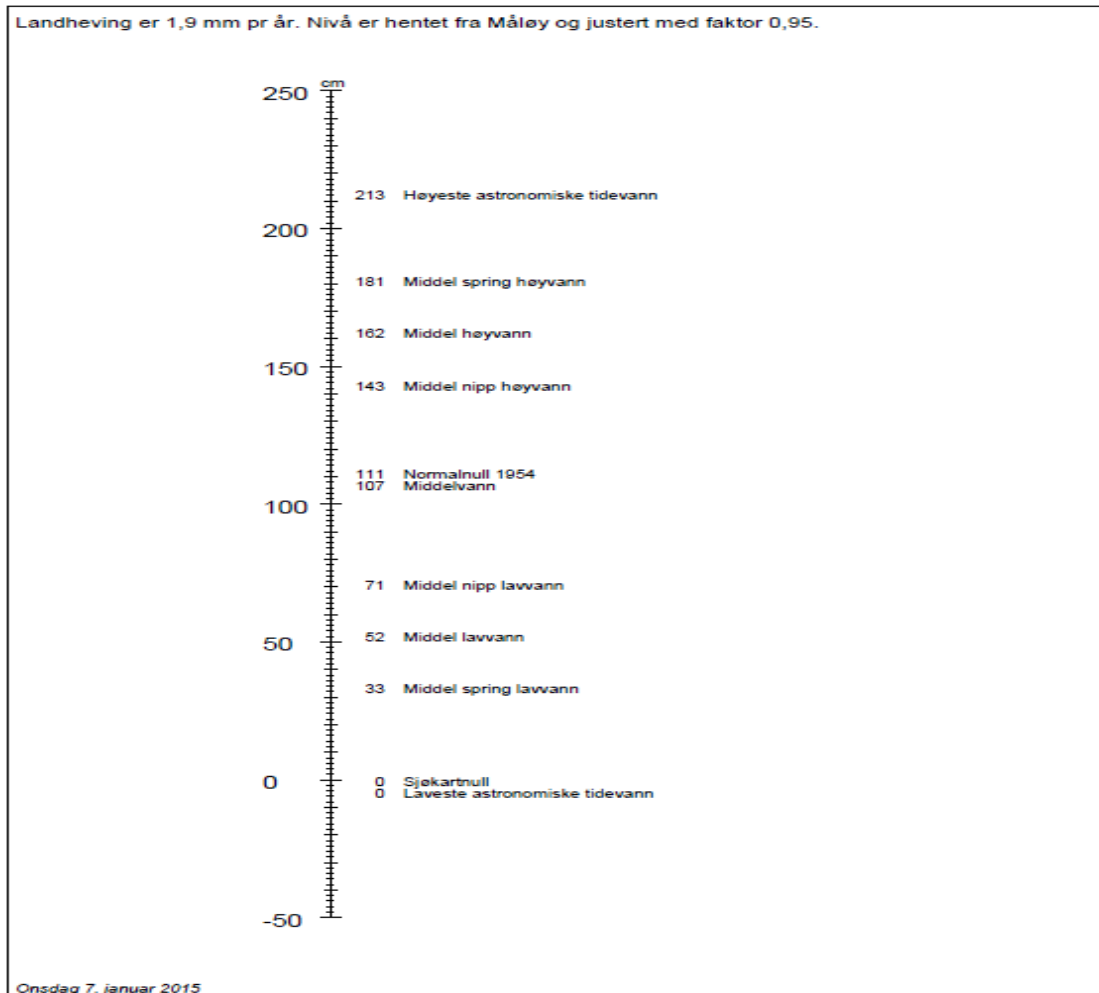 Landheving er 1,9 mm pr år. Nivå er hentet fra Måløy og justert med faktor 0,95.
cm
250
213 Høyeste astronomiske tidevann
200
181 Middel spring høyvann
162 Middel høyvann
150
143 Middel nipp høyvann
111 Normalnull 1954
107 Middelvann
100
71 Middel nipp lavvann
50
52 Middel lavvann
33 Middel spring lavvann
0
0 Sjøkartnull
0 Laveste astronomiske tidevann
-50
Onsdag 7. januar 2015